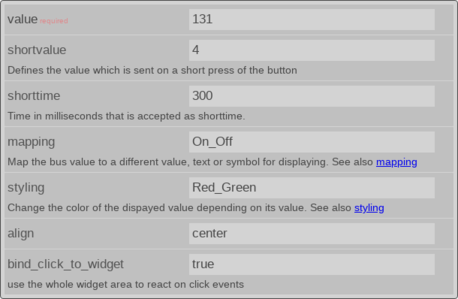 value required 131
shortvalue 4
Defines the value which is sent on a short press of the button
shorttime 300
Time in milliseconds that is accepted as shorttime.
mapping On_Off
Map the bus value to a different value, text or symbol for displaying. See also mapping
styling Red_Green
Change the color of the dispayed value depending on its value. See also styling
align center
bind_click_to_widget true
use the whole widget area to react on click events